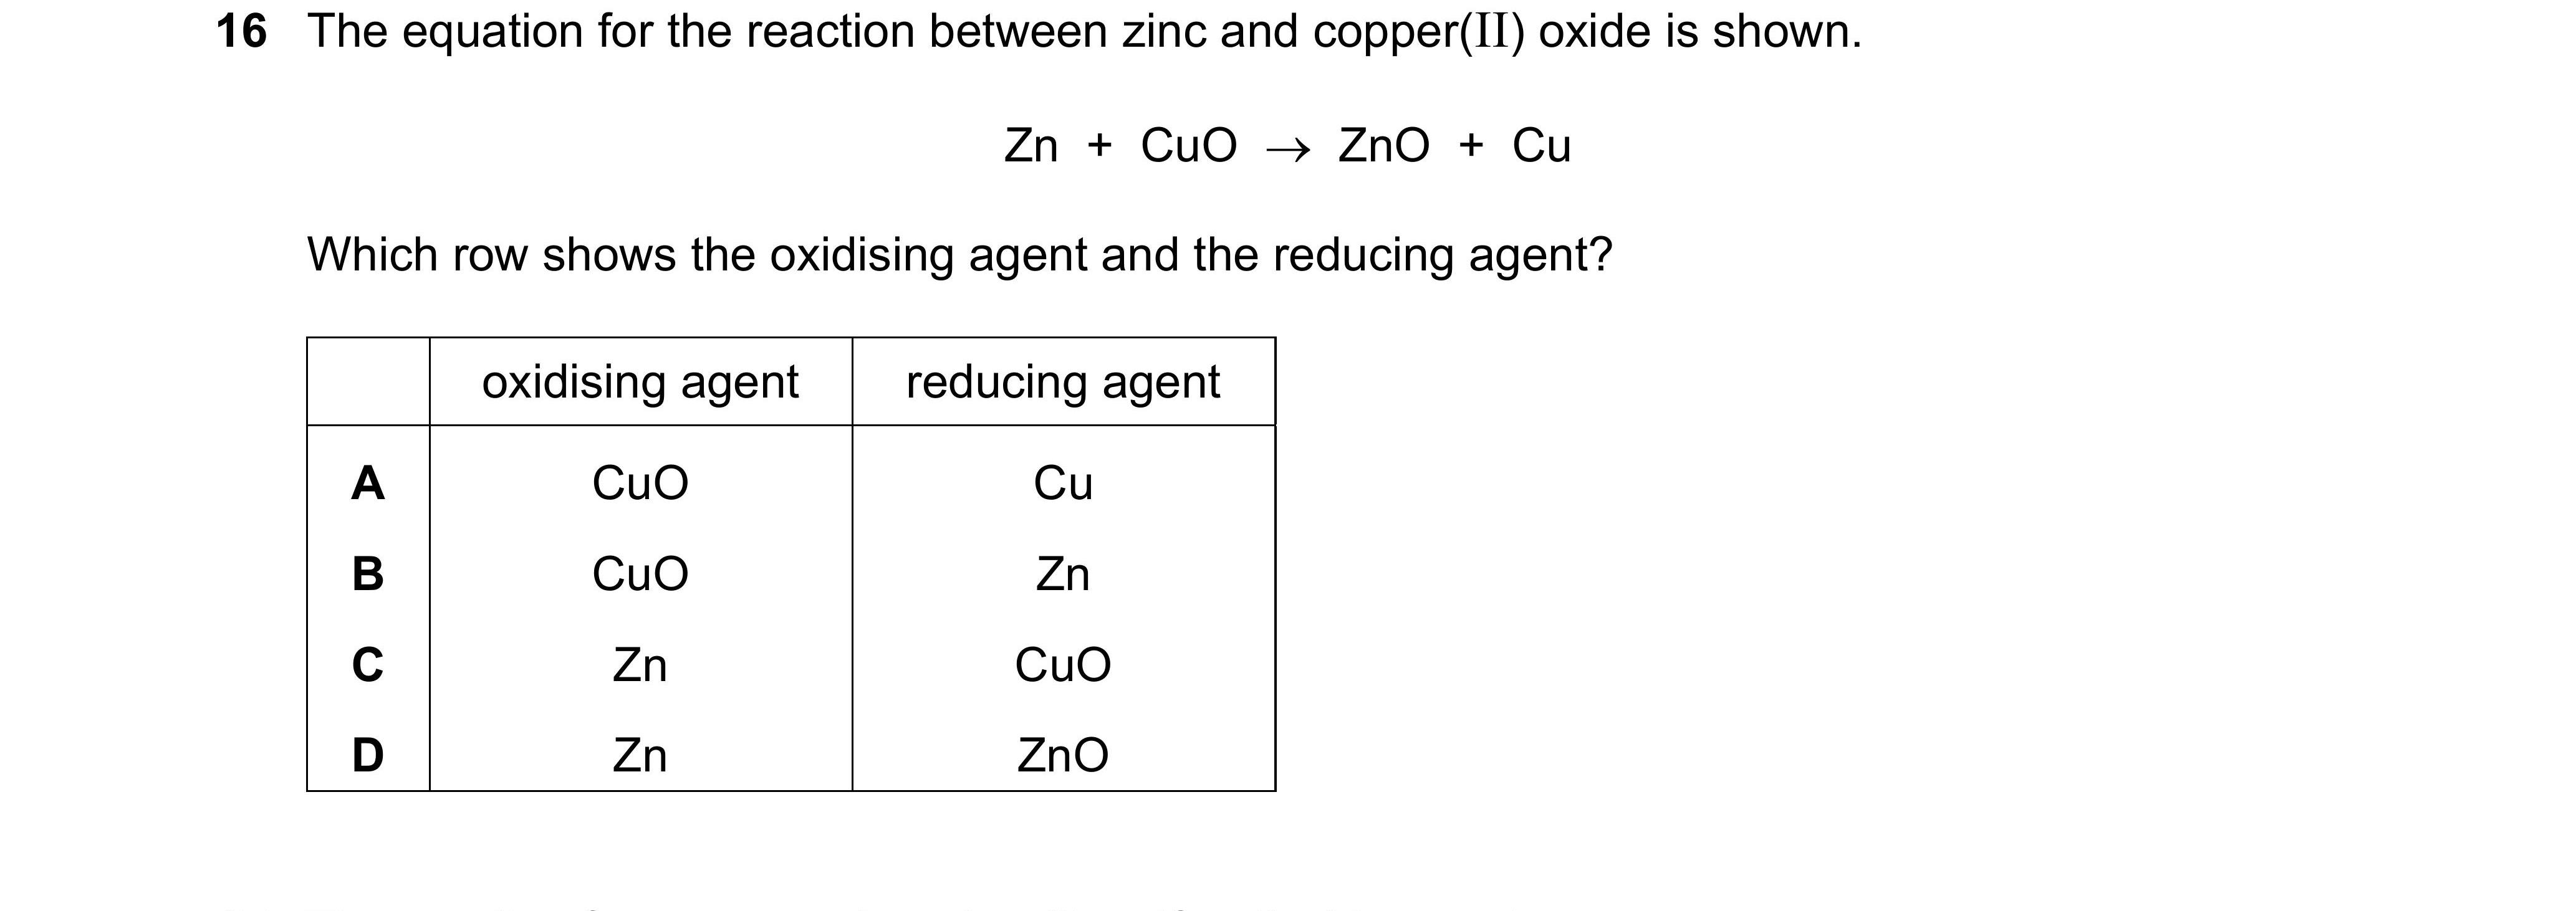 16 The equation for the reaction between zinc and copper(II) oxide is shown.
Zn + CuO → ZnO + Cu
Which row shows the oxidising agent and the reducing agent?
oxidising agent reducing agent
A CuO Cu
B CuO Zn
C Zn CuO
D Zn ZnO